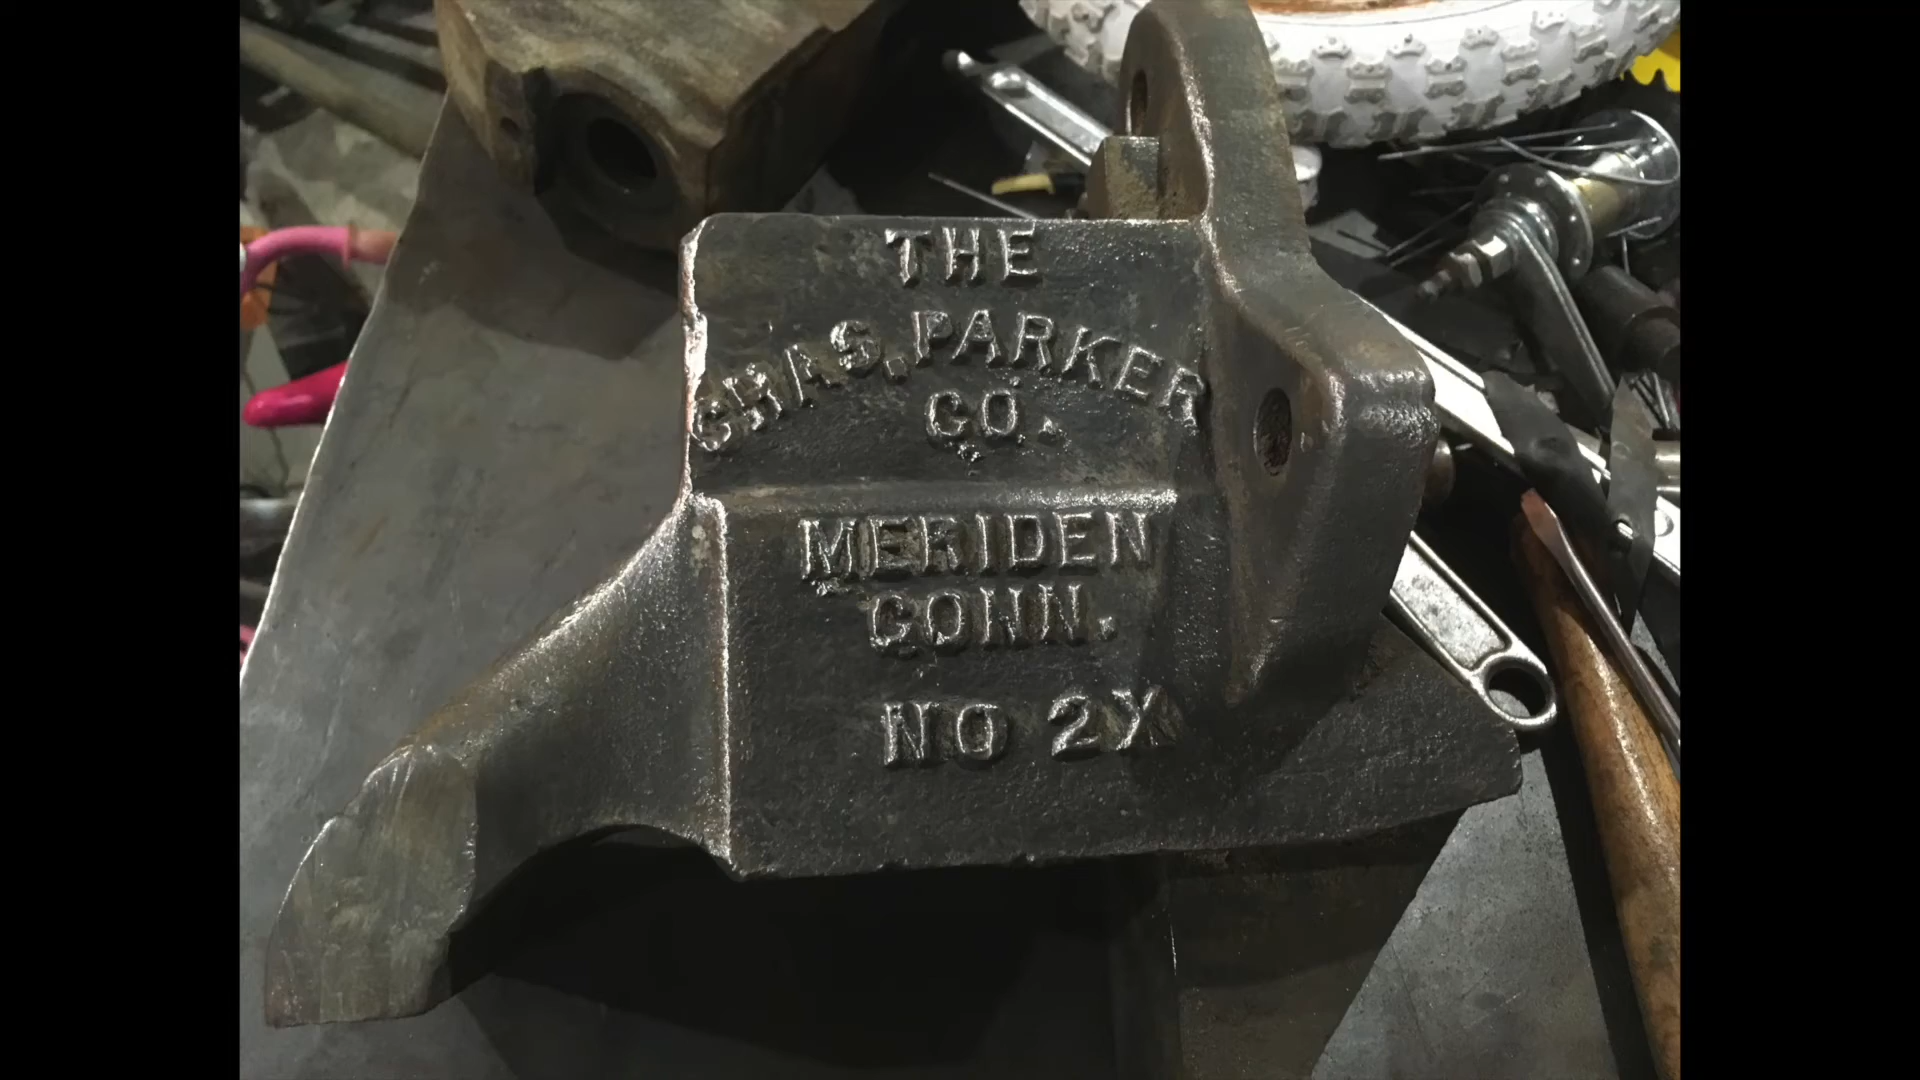 THE
CHAS. PARKER
CO.
MERIDEN
CONN.
NO 2X